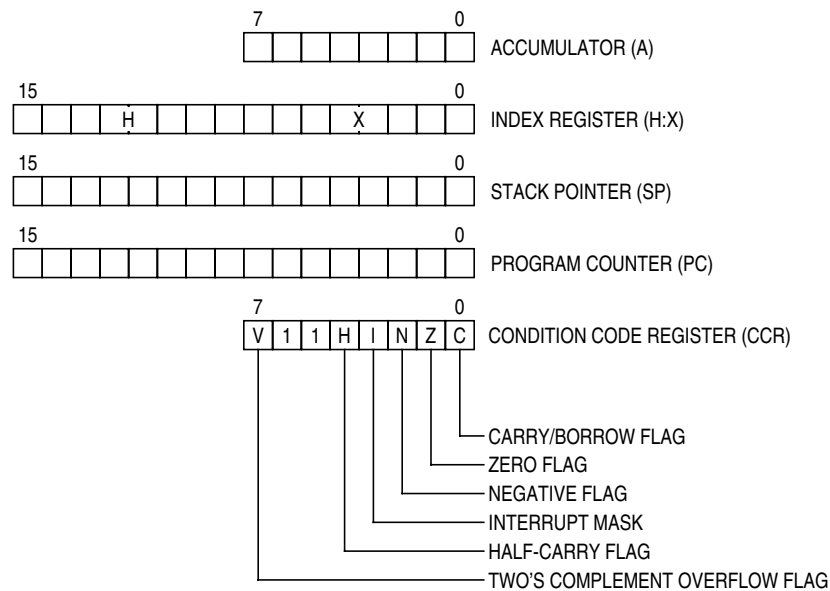 7 0
ACCUMULATOR (A)
15 0
H X INDEX REGISTER (H:X)
15 0
STACK POINTER (SP)
15 0
PROGRAM COUNTER (PC)
7 0
V 1 1 H I N Z C CONDITION CODE REGISTER (CCR)
CARRY/BORROW FLAG
ZERO FLAG
NEGATIVE FLAG
INTERRUPT MASK
HALF-CARRY FLAG
TWO'S COMPLEMENT OVERFLOW FLAG